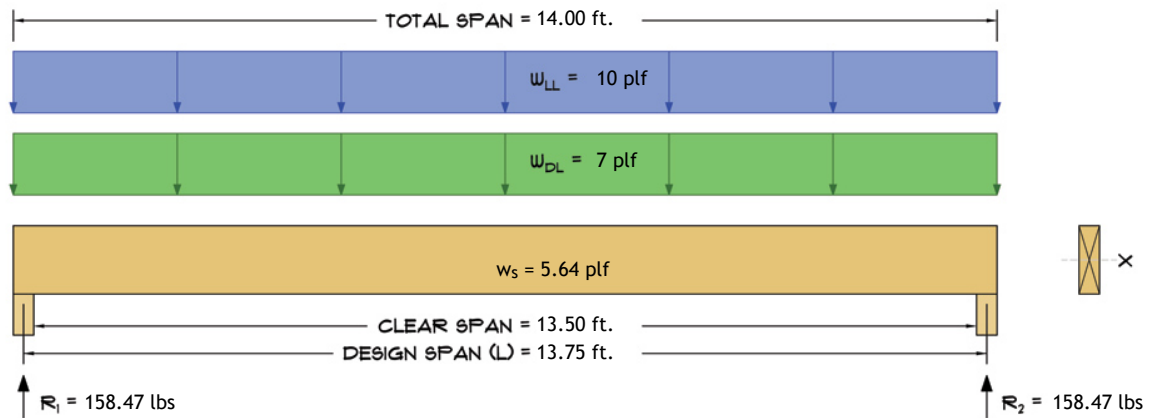 TOTAL SPAN = 14.00 ft.
WLL = 10 plf
WDL = 7 plf
ws = 5.64 plf
X
CLEAR SPAN = 13.50 ft.
DESIGN SPAN (L) = 13.75 ft.
R1 = 158.47 lbs
R2 = 158.47 lbs